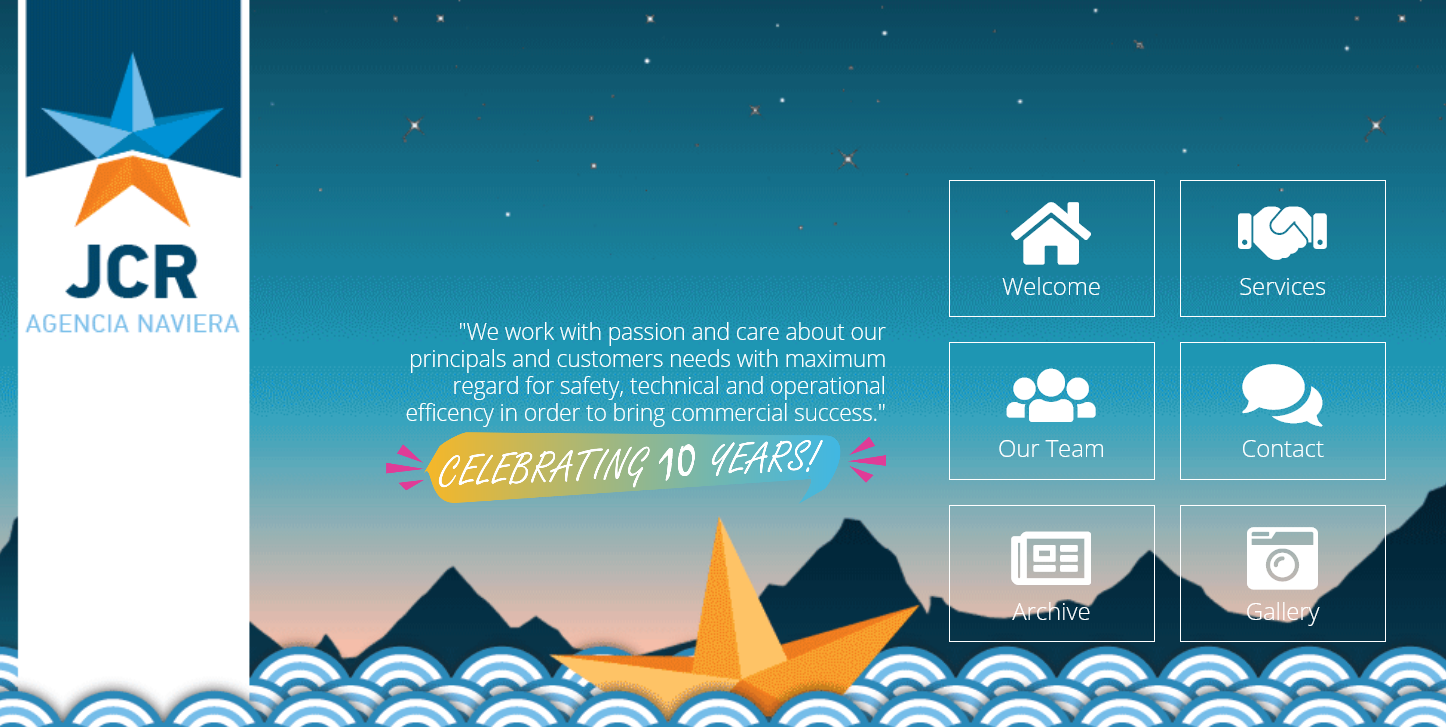 JCR
AGENCIA NAVIERA
"We work with passion and care about our
principals and customers needs with maximum
regard for safety, technical and operational
efficency in order to bring commercial success."
CELEBRATING 10 YEARS!
Welcome
Services
Our Team
Contact
Archive
Gallery